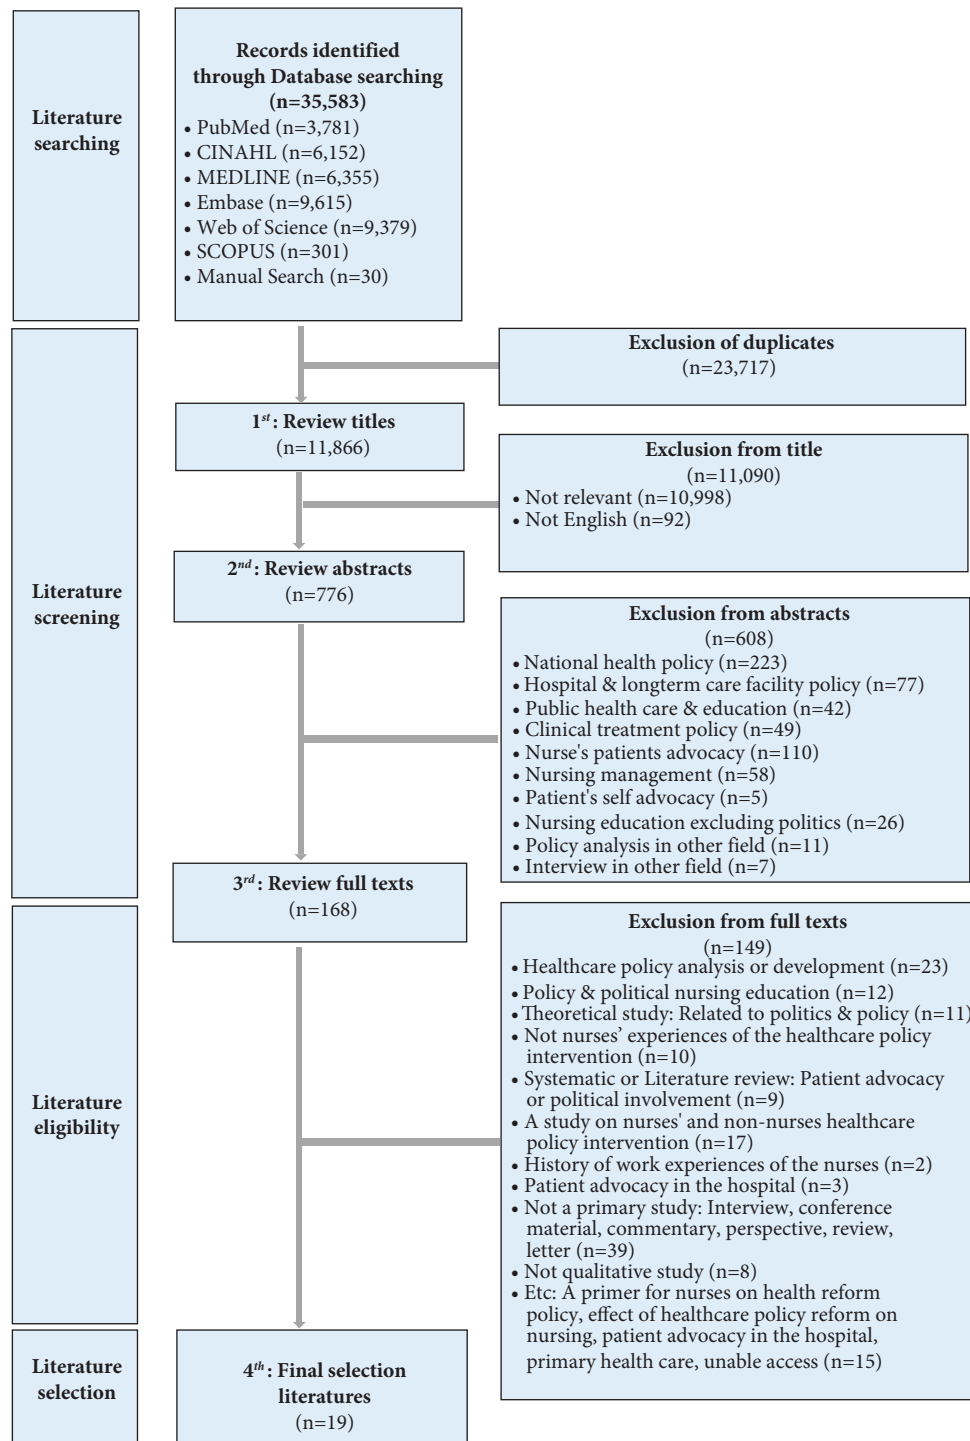 Literature
searching
Records identified
through Database searching
(n=35,583)
• PubMed (n=3,781)
• CINAHL (n=6,152)
• MEDLINE (n=6,355)
• Embase (n=9,615)
• Web of Science (n=9,379)
• SCOPUS (n=301)
• Manual Search (n=30)
Literature
screening
Exclusion of duplicates
(n=23,717)
1st: Review titles
(n=11,866)
Exclusion from title
(n=11,090)
• Not relevant (n=10,998)
• Not English (n=92)
2nd: Review abstracts
(n=776)
Exclusion from abstracts
(n=608)
• National health policy (n=223)
• Hospital & longterm care facility policy (n=77)
• Public health care & education (n=42)
• Clinical treatment policy (n=49)
• Nurse's patients advocacy (n=110)
• Nursing management (n=58)
• Patient's self advocacy (n=5)
• Nursing education excluding politics (n=26)
• Policy analysis in other field (n=11)
• Interview in other field (n=7)
3rd: Review full texts
(n=168)
Literature
eligibility
Exclusion from full texts
(n=149)
• Healthcare policy analysis or development (n=23)
• Policy & political nursing education (n=12)
• Theoretical study: Related to politics & policy (n=11)
• Not nurses’ experiences of the healthcare policy
intervention (n=10)
• Systematic or Literature review: Patient advocacy
or political involvement (n=9)
• A study on nurses' and non-nurses healthcare
policy intervention (n=17)
• History of work experiences of the nurses (n=2)
• Patient advocacy in the hospital (n=3)
• Not a primary study: Interview, conference
material, commentary, perspective, review,
letter (n=39)
• Not qualitative study (n=8)
• Etc: A primer for nurses on health reform
policy, effect of healthcare policy reform on
nursing, patient advocacy in the hospital,
primary health care, unable access (n=15)
Literature
selection
4th: Final selection
literatures
(n=19)